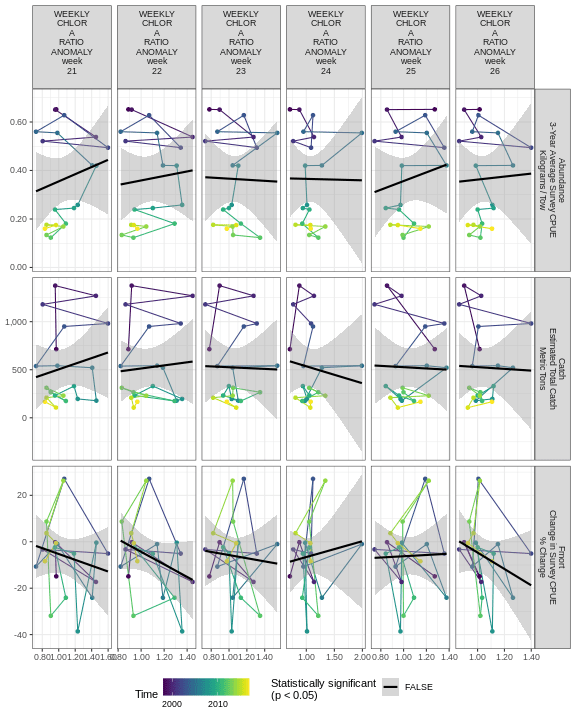 WEEKLY
CHLOR
A
RATIO
ANOMALY
week
21
WEEKLY
CHLOR
A
RATIO
ANOMALY
week
22
WEEKLY
CHLOR
A
RATIO
ANOMALY
week
23
WEEKLY
CHLOR
A
RATIO
ANOMALY
week
24
WEEKLY
CHLOR
A
RATIO
ANOMALY
week
25
WEEKLY
CHLOR
A
RATIO
ANOMALY
week
26
0.60
0.40
0.20
0.00
Abundance
3-Year Average Survey CPUE
Kilograms / Tow
1,000
500
0
Catch
Estimated Total Catch
Metric Tons
20
0
-20
-40
Fmort
Change in Survey CPUE
% Change
0.80 1.00 1.20 1.40 1.60
0.80 1.00 1.20 1.40
0.80 1.00 1.20 1.40
1.00 1.50 2.00
0.80 1.00 1.20 1.40
1.00 1.20 1.40
Time
2000 2010
Statistically significant
(p < 0.05)
FALSE